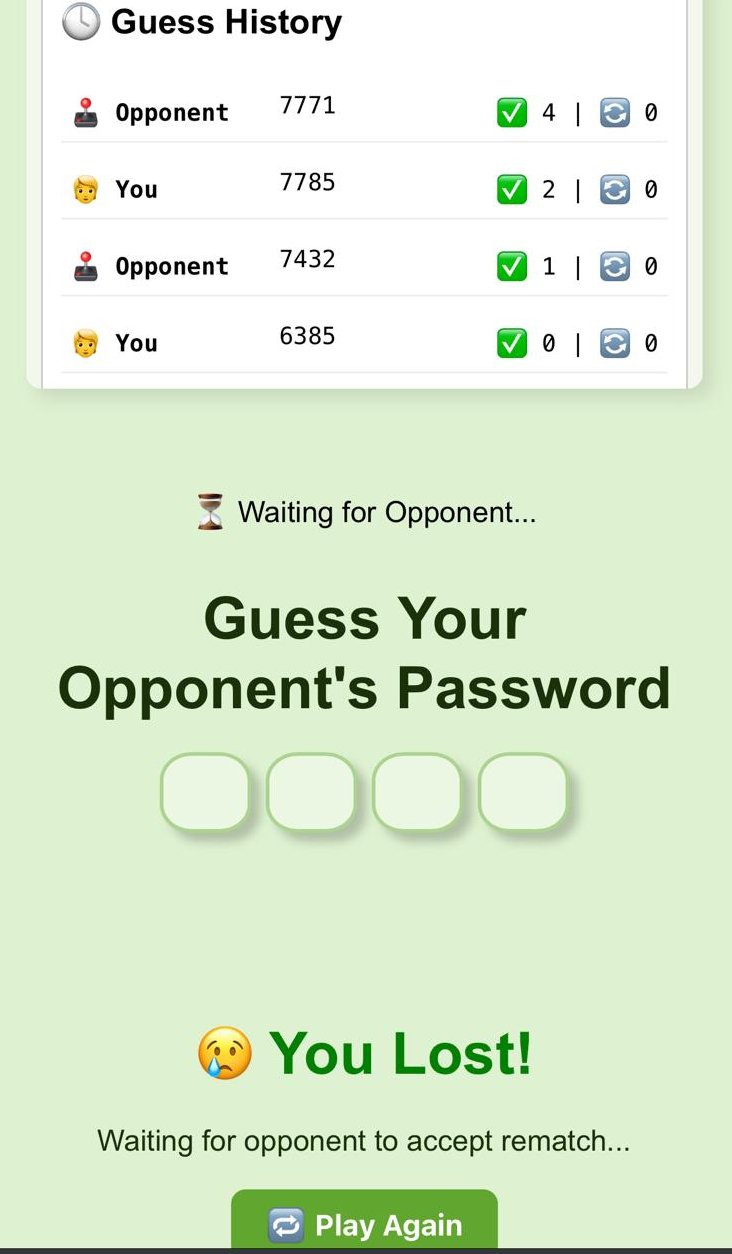 🕓 Guess History
🕹️ Opponent 7771 ✅ 4 | 🔄 0
🧑 You 7785 ✅ 2 | 🔄 0
🕹️ Opponent 7432 ✅ 1 | 🔄 0
🧑 You 6385 ✅ 0 | 🔄 0
⏳ Waiting for Opponent...
Guess Your
Opponent's Password
😢 You Lost!
Waiting for opponent to accept rematch...
🔁 Play Again